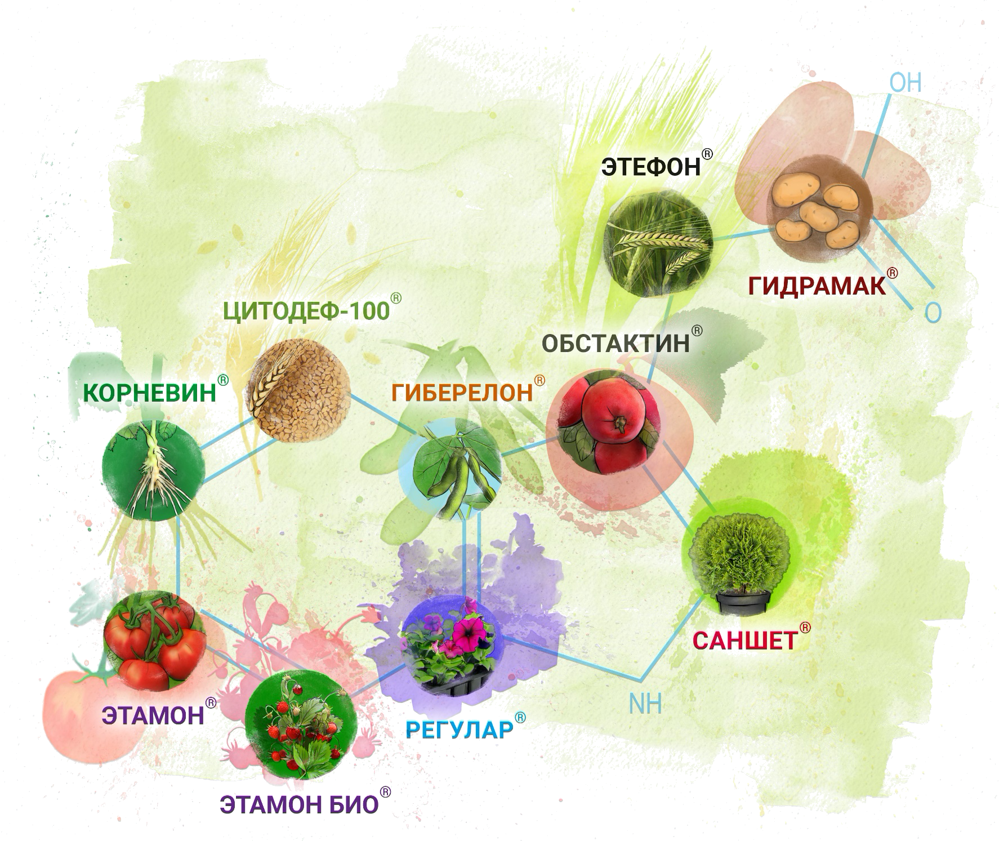 OH
ЭТЕФОН®
ГИДРАМАК®
O
ЦИТОДЕФ-100®
ОБСТАКТИН®
КОРНЕВИН®
ГИБЕРЕЛОН®
САНШЕТ®
NH
ЭТАМОН®
РЕГУЛАР®
ЭТАМОН БИО®